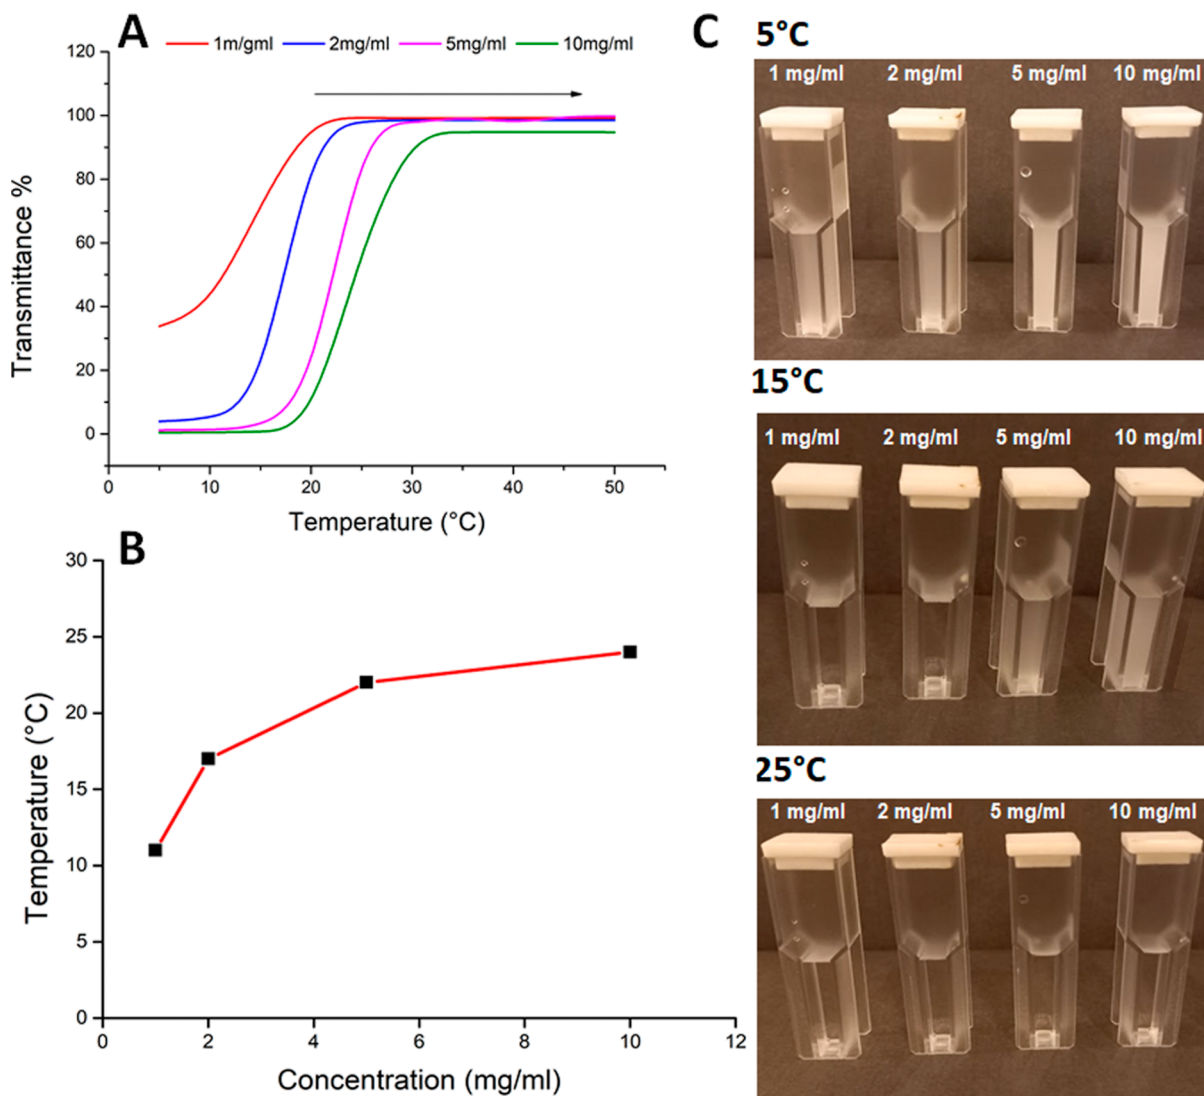 A
1m/gml 2mg/ml 5mg/ml 10mg/ml
120
100
80
60
40
20
0
0 10 20 30 40 50
Transmittance %
Temperature (°C)
B
30
25
20
15
10
5
0
0 2 4 6 8 10 12
Temperature (°C)
Concentration (mg/ml)
C
5°C
1 mg/ml 2 mg/ml 5 mg/ml 10 mg/ml
15°C
1 mg/ml 2 mg/ml 5 mg/ml 10 mg/ml
25°C
1 mg/ml 2 mg/ml 5 mg/ml 10 mg/ml